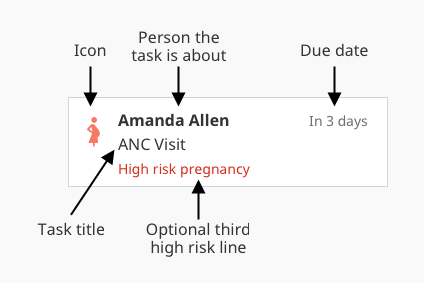 Icon
Person the
task is about
Due date
Amanda Allen
In 3 days
ANC Visit
High risk pregnancy
Task title
Optional third
high risk line